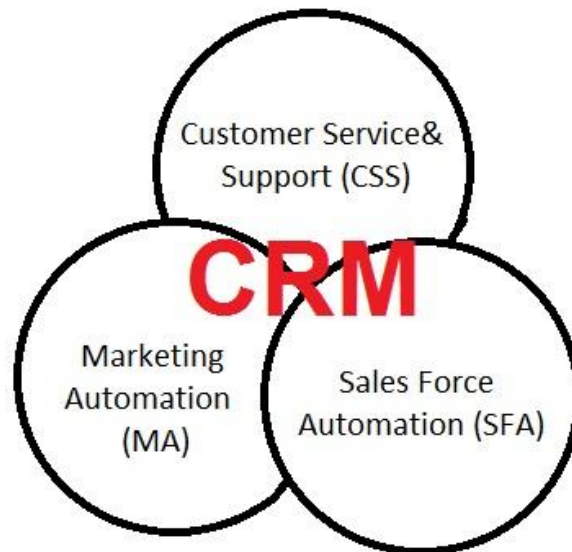 Customer Service&
Support (CSS)
CRM
Marketing
Automation
(MA)
Sales Force
Automation (SFA)